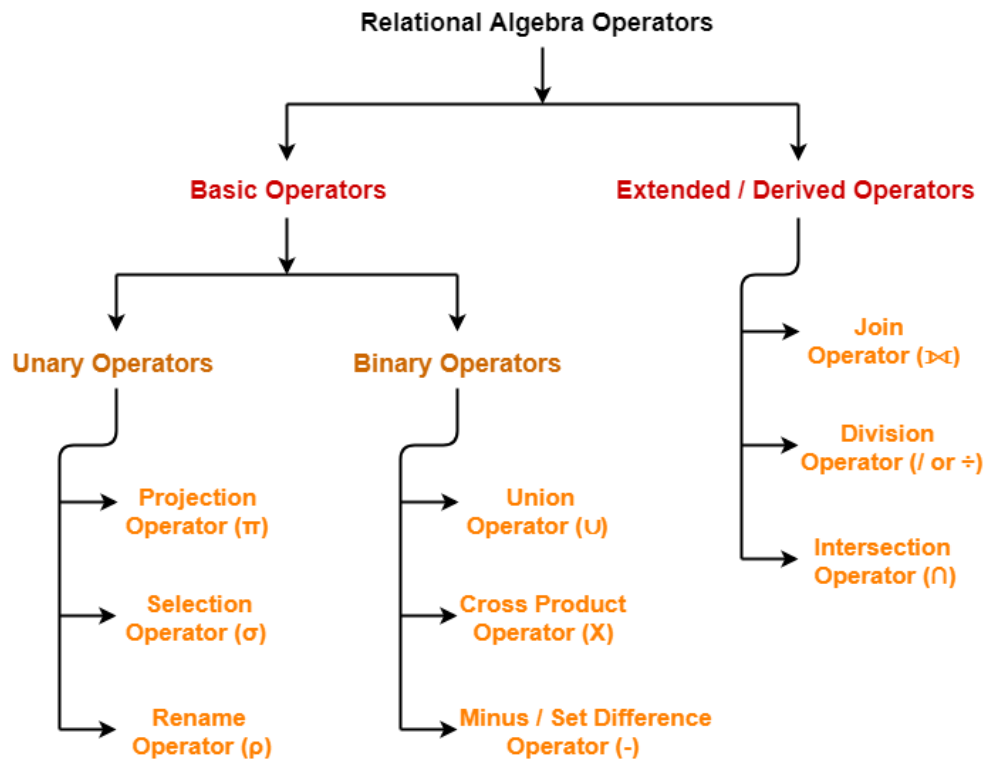 Relational Algebra Operators
Basic Operators
Extended / Derived Operators
Unary Operators
Binary Operators
Projection
Operator (π)
Selection
Operator (σ)
Rename
Operator (ρ)
Union
Operator (∪)
Cross Product
Operator (X)
Minus / Set Difference
Operator (-)
Join
Operator (⋈)
Division
Operator (/ or ÷)
Intersection
Operator (∩)